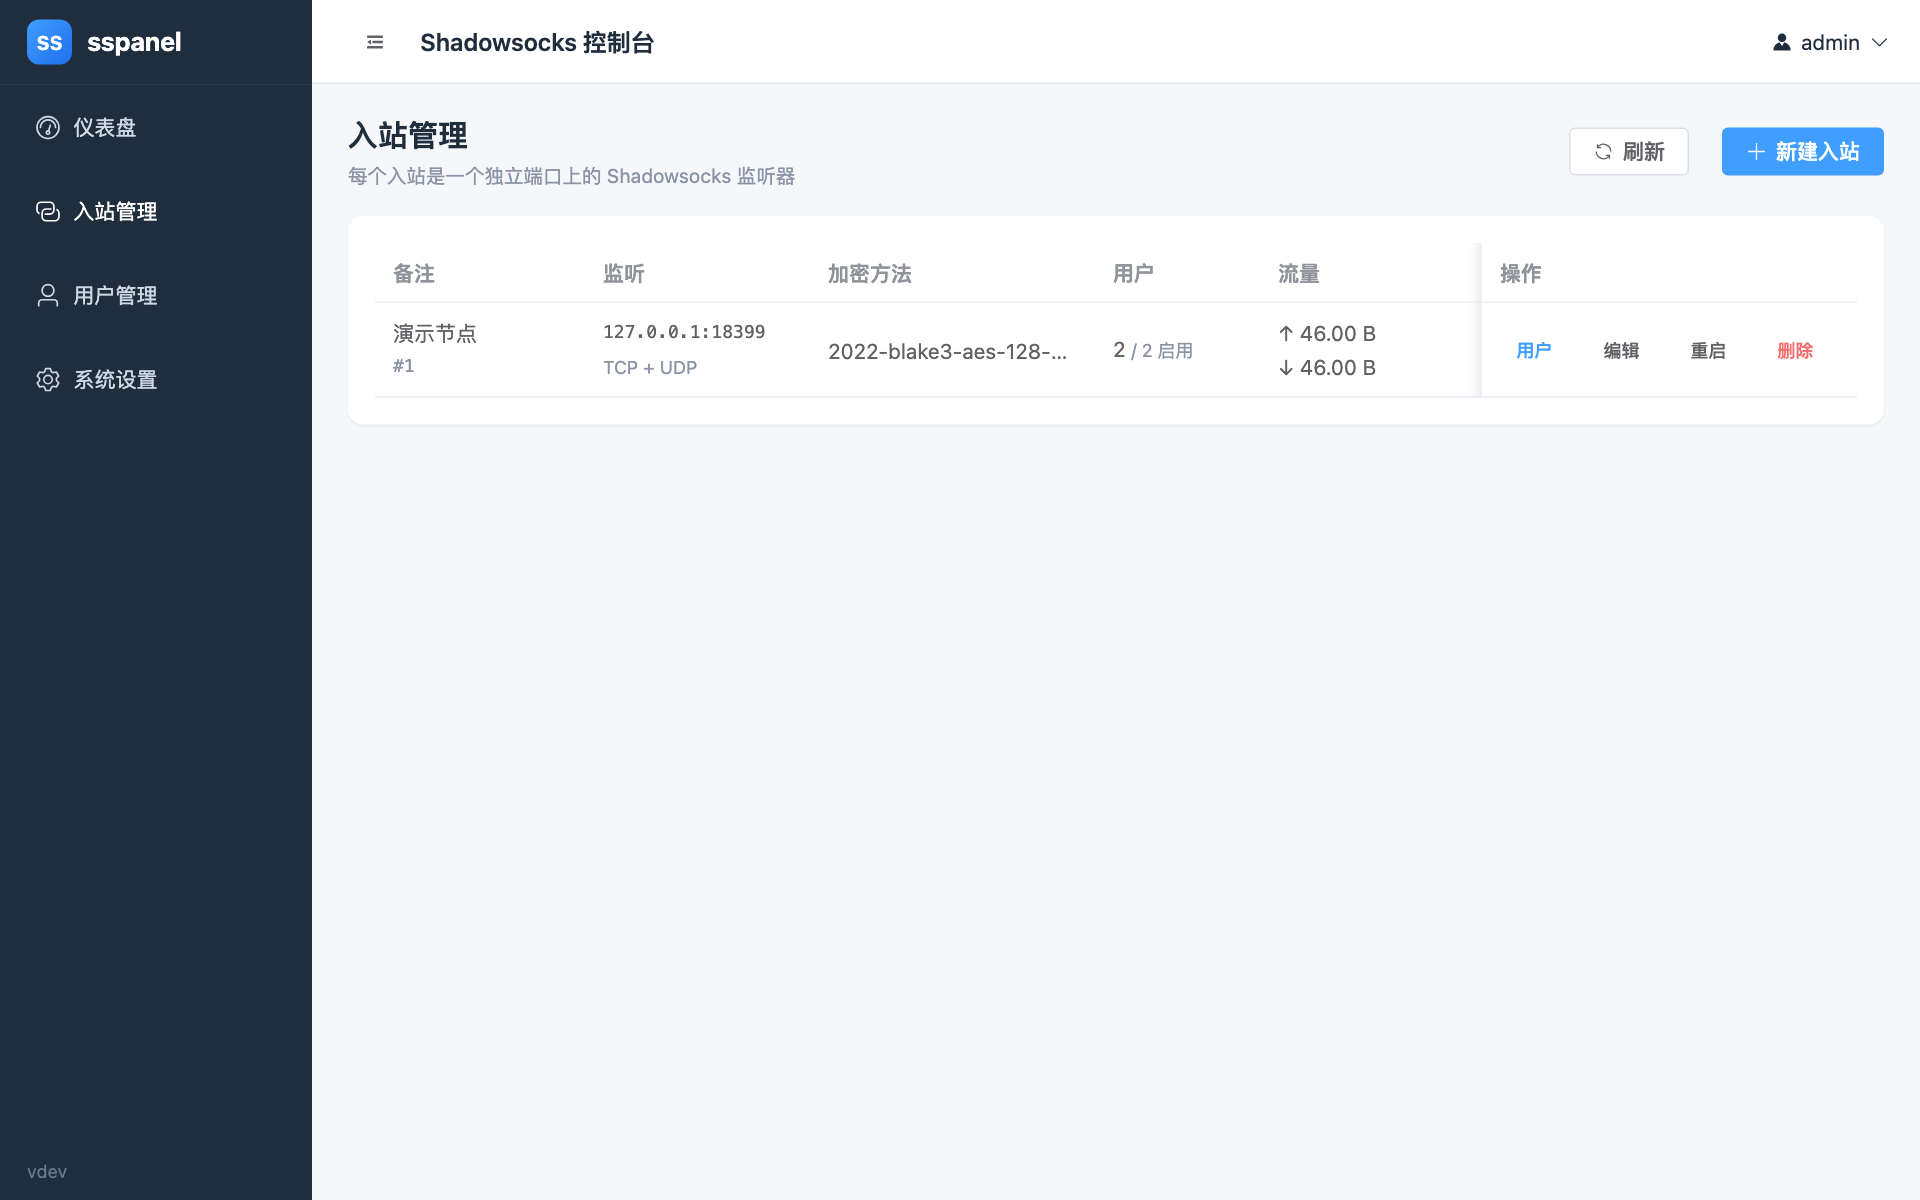 ss sspanel
仪表盘
入站管理
用户管理
系统设置
vdev
Shadowsocks 控制台
admin
入站管理
每个入站是一个独立端口上的 Shadowsocks 监听器
刷新
新建入站
备注 监听 加密方法 用户 流量 操作
演示节点
#1
127.0.0.1:18399
TCP + UDP
2022-blake3-aes-128-...
2 / 2 启用
↑ 46.00 B
↓ 46.00 B
用户 编辑 重启 删除